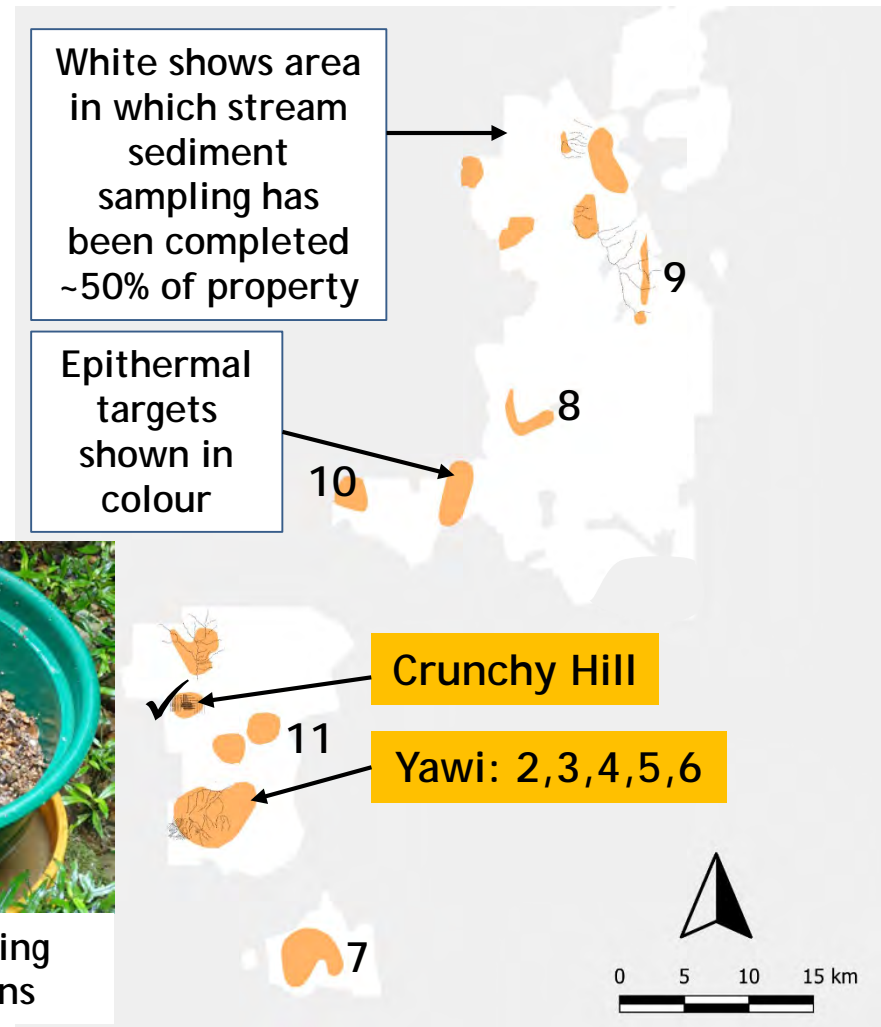 White shows area
in which stream
sediment
sampling has
been completed
~50% of property
Epithermal
targets
shown in
colour
9
8
10
Crunchy Hill
11
Yawi: 2,3,4,5,6
7
0 5 10 15 km